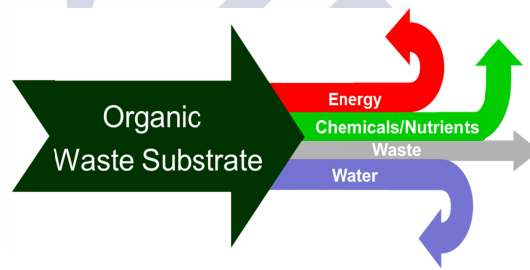 Organic
Waste Substrate
Energy
Chemicals/Nutrients
Waste
Water